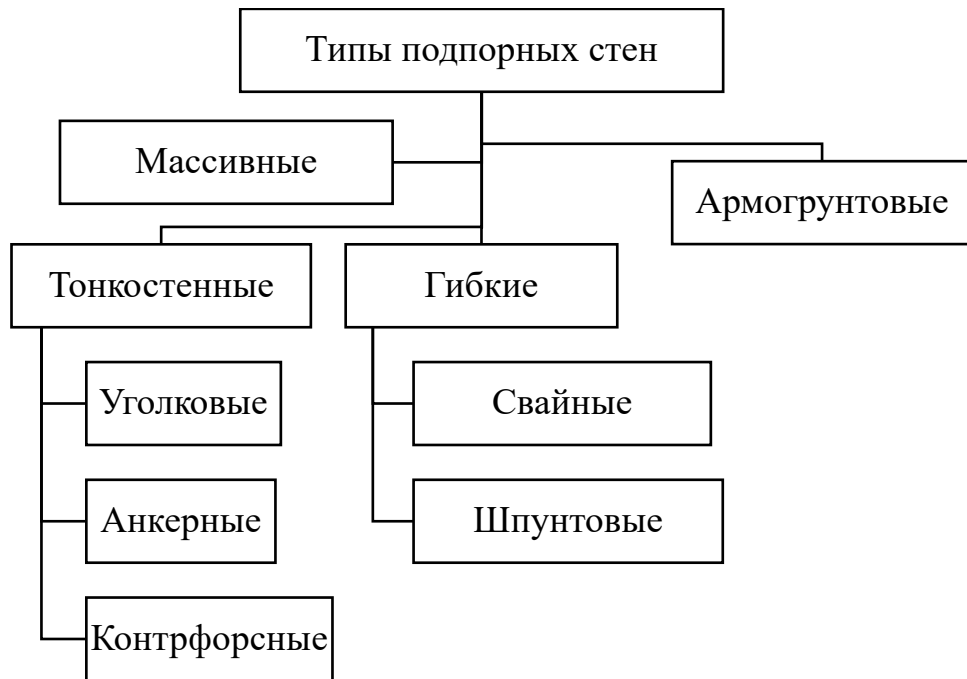 Типы подпорных стен
Массивные
Армогрунтовые
Тонкостенные
Гибкие
Уголковые
Свайные
Анкерные
Шпунтовые
Контрфорсные